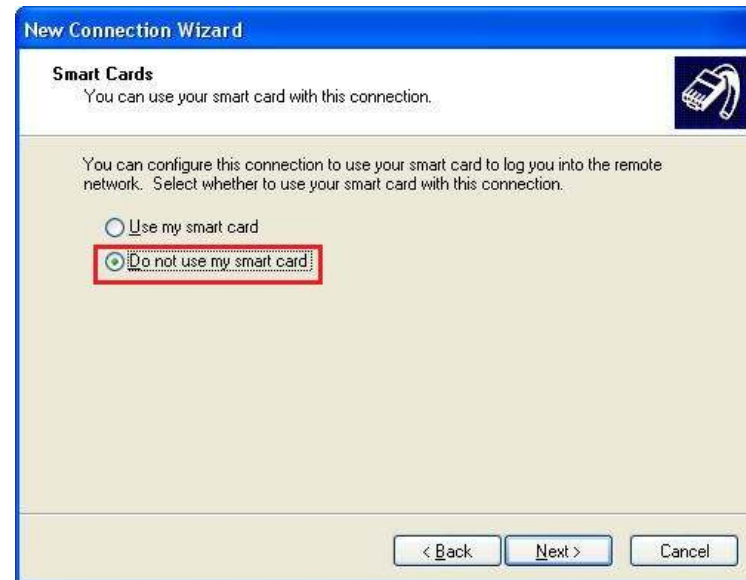 New Connection Wizard
Smart Cards
You can use your smart card with this connection.
You can configure this connection to use your smart card to log you into the remote
network. Select whether to use your smart card with this connection.
Use my smart card
Do not use my smart card
< Back Next > Cancel